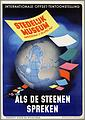 INTERNATIONALE OFFSET-TENTOONSTELLING
STEDELIJK
MUSEUM
ALS DE STEENEN
SPREKEN